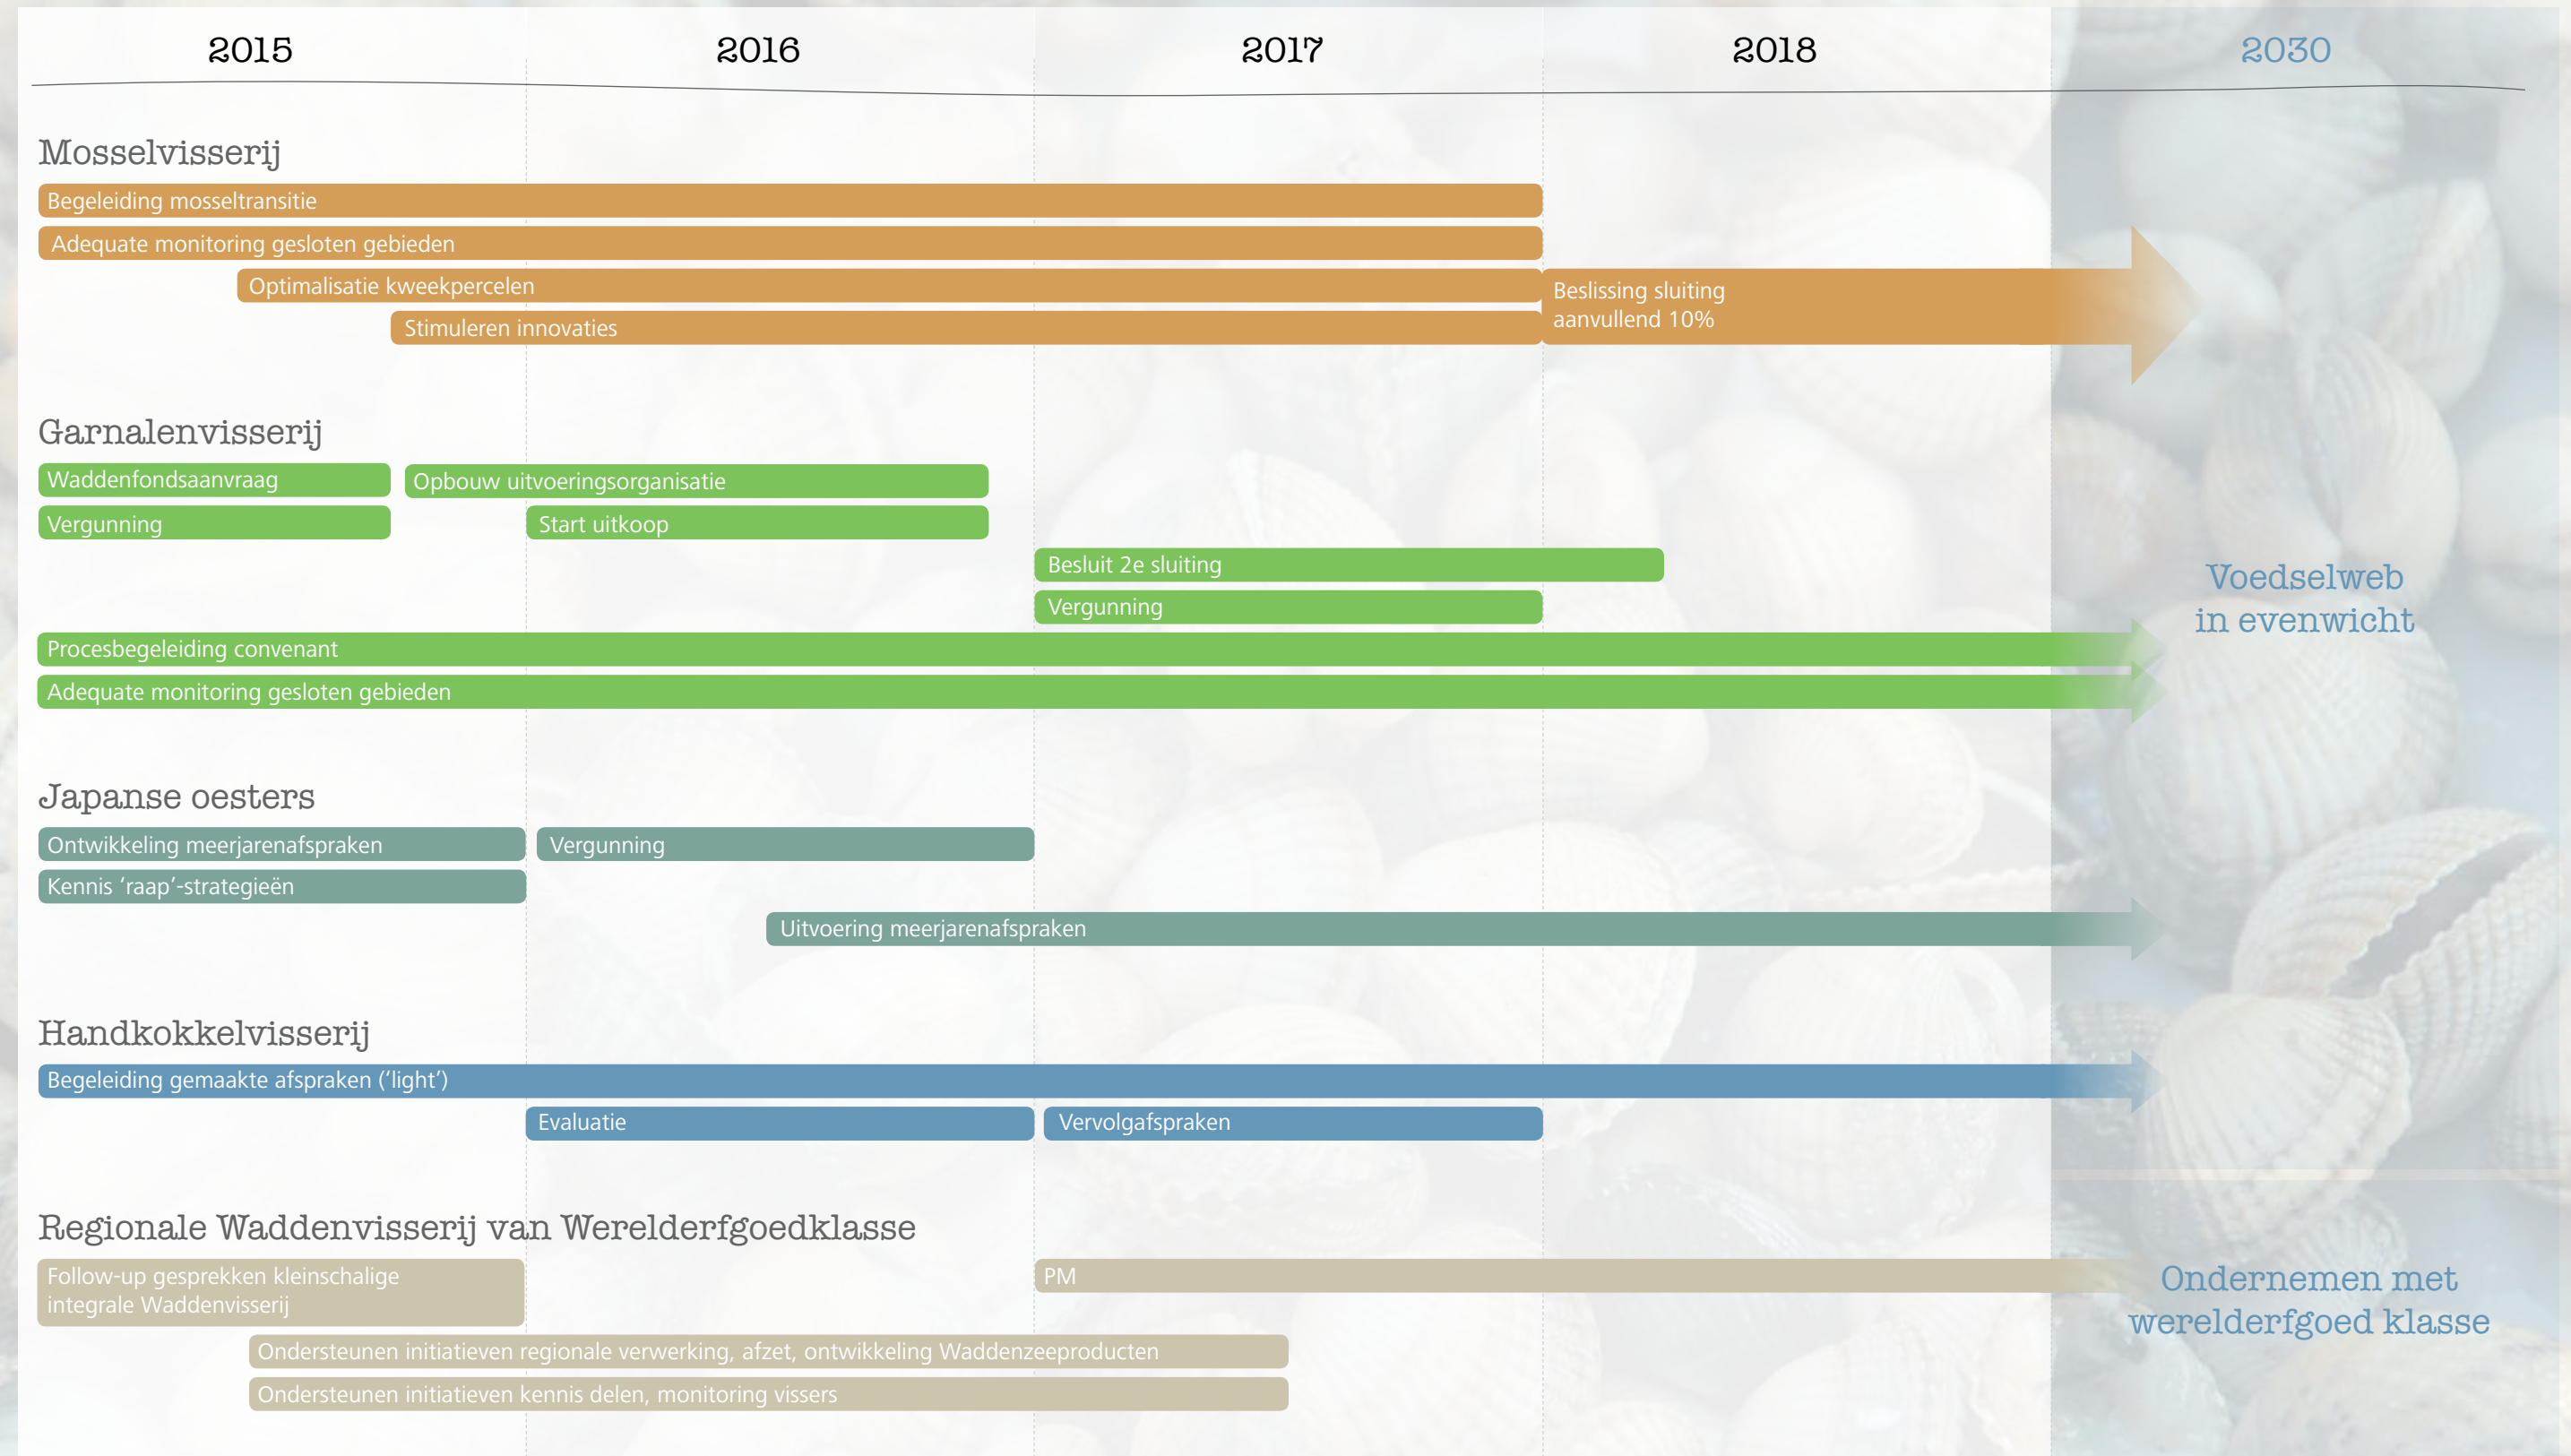 2015 2016 2017 2018 2030
Mosselvisserij
Begeleiding mosseltransitie
Adequate monitoring gesloten gebieden
Optimalisatie kweekpercelen
Stimuleren innovaties
Beslissing sluiting
aanvullend 10%
Garnalenvisserij
Waddenfondsaanvraag
Opbouw uitvoeringsorganisatie
Vergunning
Start uitkoop
Besluit 2e sluiting
Vergunning
Procesbegeleiding convenant
Adequate monitoring gesloten gebieden
Voedselweb
in evenwicht
Japanse oesters
Ontwikkeling meerjarenafspraken
Vergunning
Kennis ‘raap’-strategieën
Uitvoering meerjarenafspraken
Handkokkelvisserij
Begeleiding gemaakte afspraken (‘light’)
Evaluatie
Vervolgafspraken
Regionale Waddenvisserij van Werelderfgoedklasse
Follow-up gesprekken kleinschalige
integrale Waddenvisserij
PM
Ondersteunen initiatieven regionale verwerking, afzet, ontwikkeling Waddenzeeproducten
Ondersteunen initiatieven kennis delen, monitoring vissers
Ondernemen met
werelderfgoed klasse